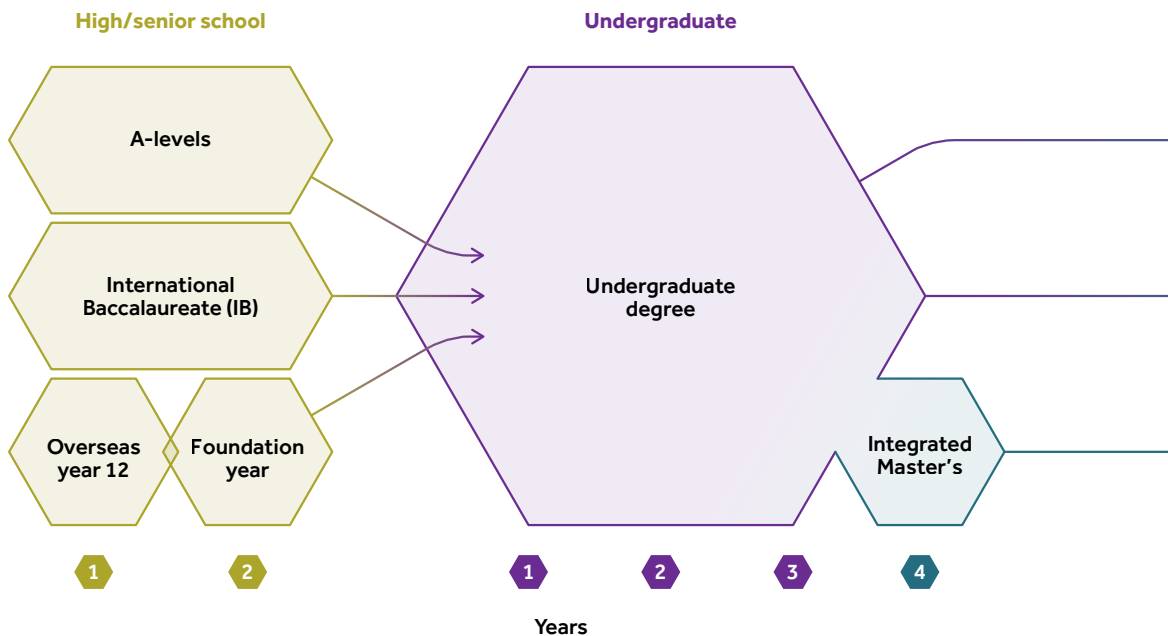 High/senior school
Undergraduate
A-levels
International
Baccalaureate (IB)
Undergraduate
degree
Overseas
year 12
Foundation
year
Integrated
Master’s
1
2
1
2
3
4
Years